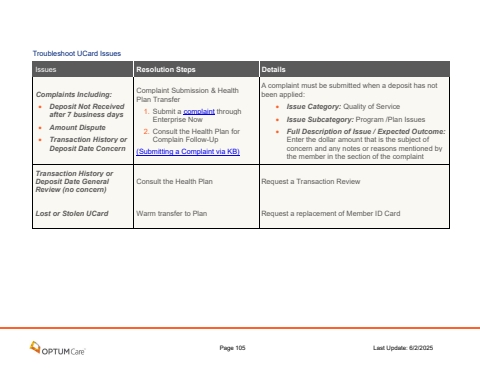 Troubleshoot UCard Issues
Issues
Resolution Steps
Details
Complaints Including:
• Deposit Not Received
after 7 business days
• Amount Dispute
• Transaction History or
Deposit Date Concern
Complaint Submission & Health
Plan Transfer
1. Submit a complaint through
Enterprise Now
2. Consult the Health Plan for
Complain Follow-Up
(Submitting a Complaint via KB)
A complaint must be submitted when a deposit has not
been applied:
• Issue Category: Quality of Service
• Issue Subcategory: Program /Plan Issues
• Full Description of Issue / Expected Outcome:
Enter the dollar amount that is the subject of
concern and any notes or reasons mentioned by
the member in the section of the complaint
Transaction History or
Deposit Date General
Review (no concern)
Consult the Health Plan
Request a Transaction Review
Lost or Stolen UCard
Warm transfer to Plan
Request a replacement of Member ID Card
OPTUMCare
Page 105
Last Update: 6/2/2025